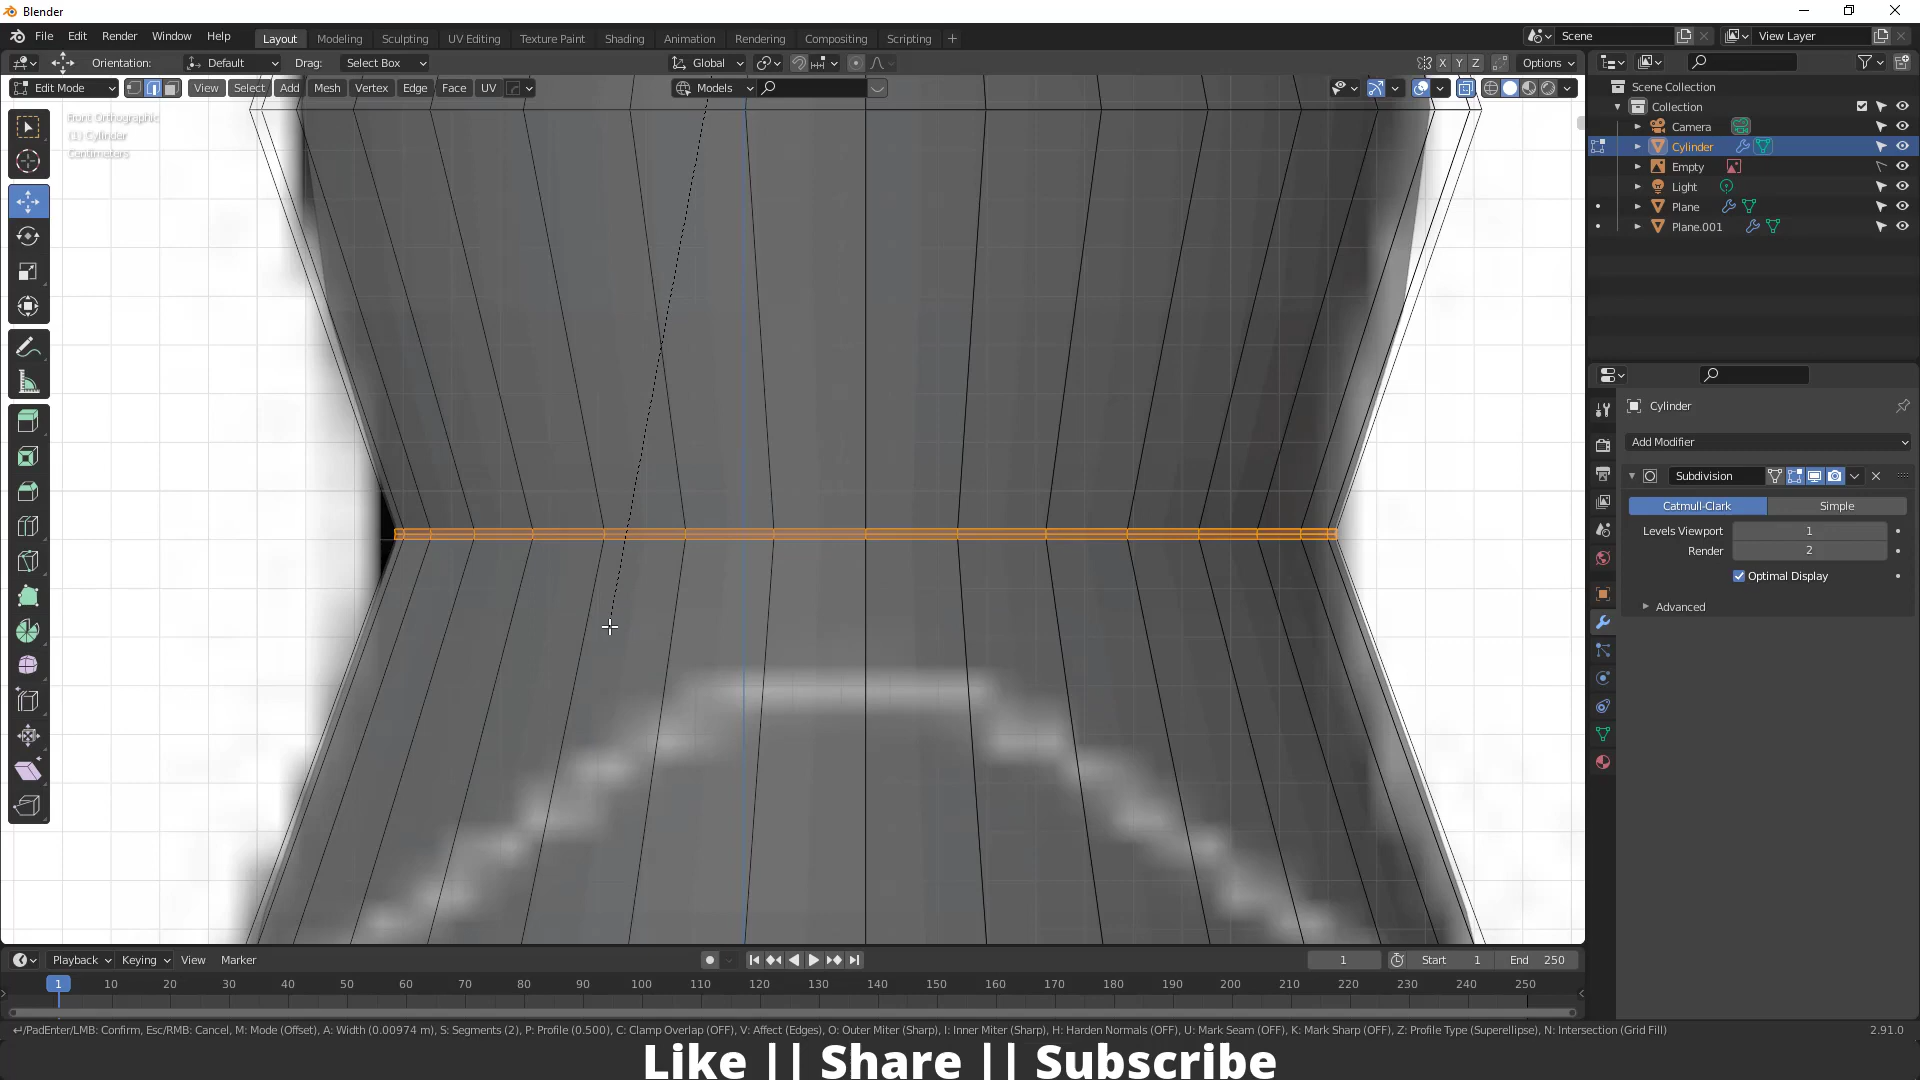 Blender
File Edit Render Window Help Layout Modeling Sculpting UV Editing Texture Paint Shading Animation Rendering Compositing Scripting + Scene View Layer
Orientation: Default Drag: Select Box Global X Y Z Options
Edit Mode View Select Add Mesh Vertex Edge Face UV Models
Front Orthographic
(1) Cylinder
Centimeters
Scene Collection
Collection
Camera
Cylinder
Empty
Light
Plane
Plane.001
Cylinder
Add Modifier
Subdivision
Catmull-Clark Simple
Levels Viewport 1
Render 2
Optimal Display
Advanced
Playback Keying View Marker 1 Start 1 End 250
1 10 20 30 40 50 60 70 80 90 100 110 120 130 140 150 160 170 180 190 200 210 220 230 240 250
↵/PadEnter/LMB: Confirm, Esc/RMB: Cancel, M: Mode (Offset), A: Width (0.00974 m), S: Segments (2), P: Profile (0.500), C: Clamp Overlap (OFF), V: Affect (Edges), O: Outer Miter (Sharp), I: Inner Miter (Sharp), H: Harden Normals (OFF), U: Mark Seam (OFF), K: Mark Sharp (OFF), Z: Profile Type (Superellipse), N: Intersection (Grid Fill) 2.91.0
Like || Share || Subscribe